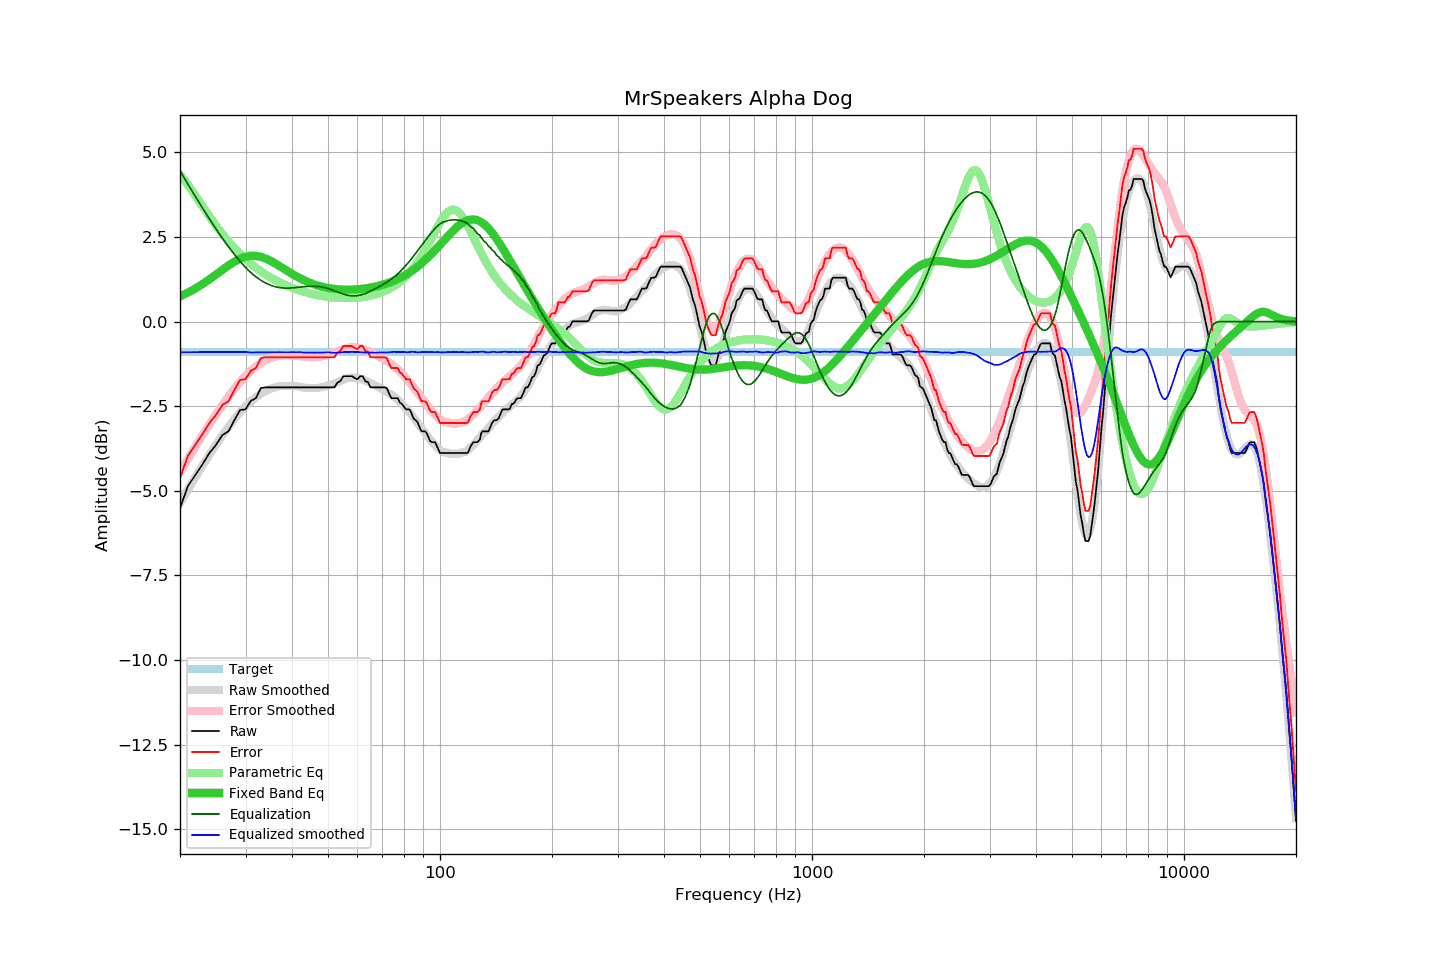 MrSpeakers Alpha Dog
5.0
2.5
0.0
−2.5
−5.0
−7.5
−10.0
−12.5
−15.0
Amplitude (dBr)
Target
Raw Smoothed
Error Smoothed
Raw
Error
Parametric Eq
Fixed Band Eq
Equalization
Equalized smoothed
100 1000 10000
Frequency (Hz)